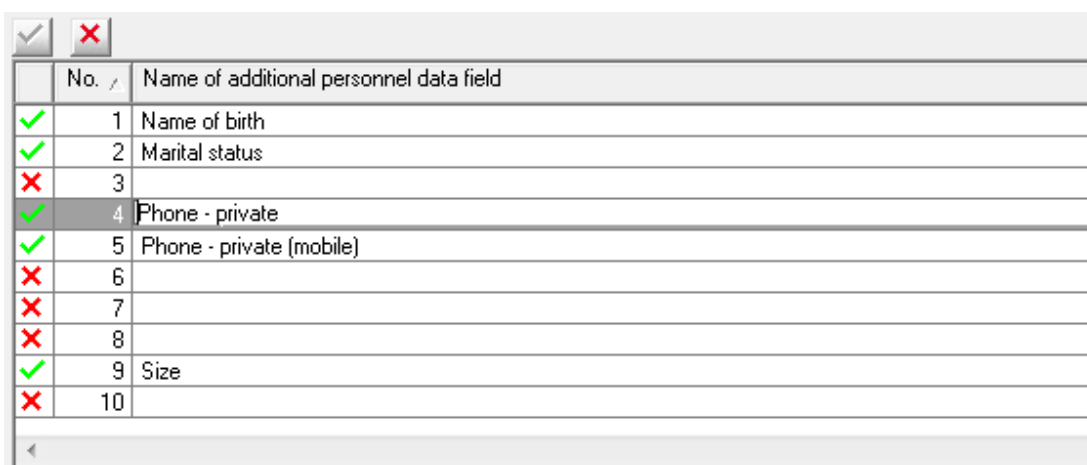 No. Name of additional personnel data field
1 Name of birth
2 Marital status
3
4 Phone - private
5 Phone - private (mobile)
6
7
8
9 Size
10